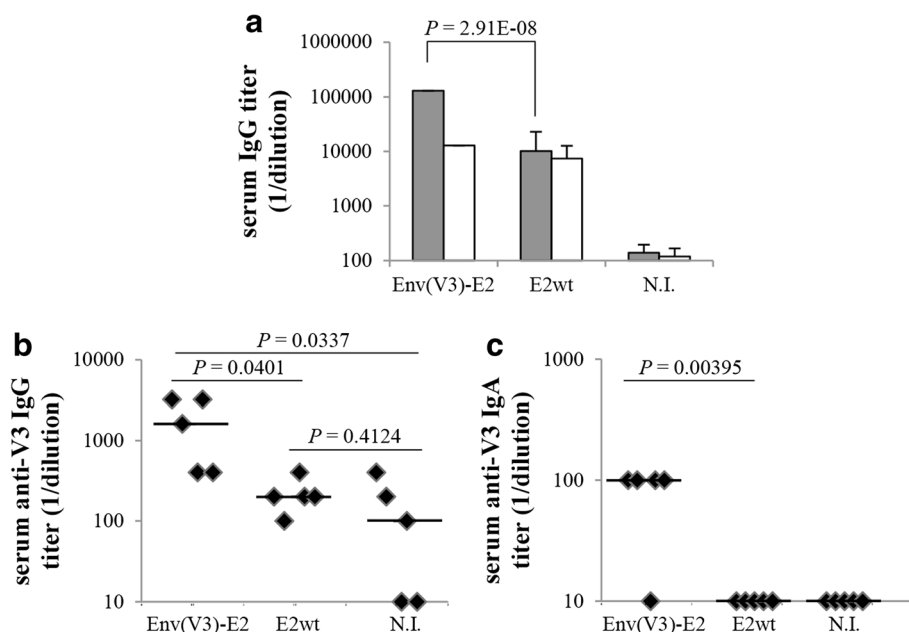 a
P = 2.91E-08
serum IgG titer
(1/dilution)
1000000
100000
10000
1000
100
Env(V3)-E2
E2wt
N.I.
b
P = 0.0337
P = 0.0401
P = 0.4124
serum anti-V3 IgG
titer (1/dilution)
10000
1000
100
10
Env(V3)-E2
E2wt
N.I.
c
P = 0.00395
serum anti-V3 IgA
titer (1/dilution)
1000
100
10
Env(V3)-E2
E2wt
N.I.